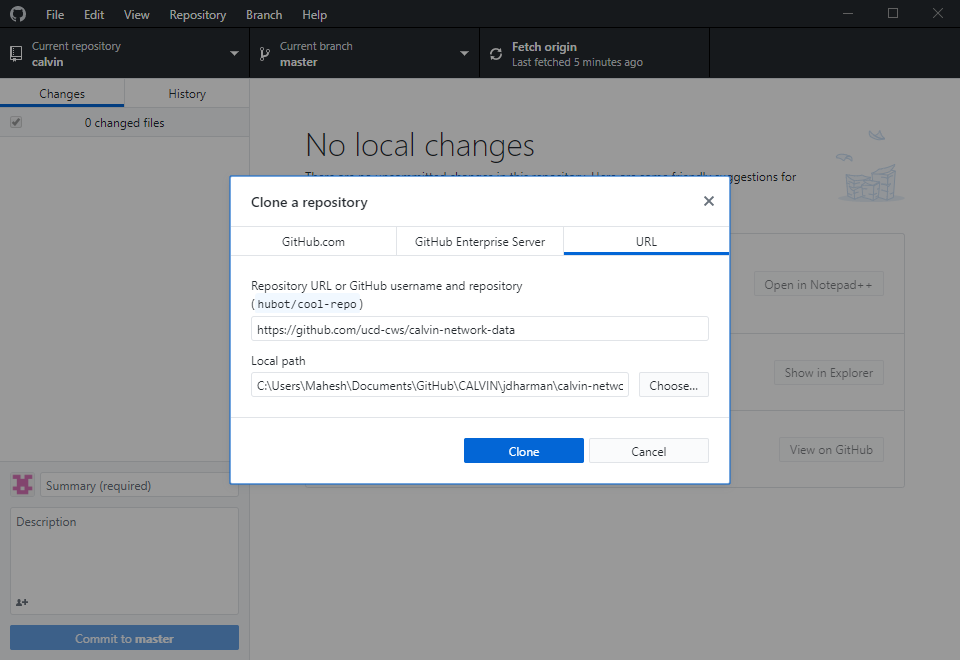 File Edit View Repository Branch Help
Current repository
calvin
Current branch
master
Fetch origin
Last fetched 5 minutes ago
Changes History
0 changed files
No local changes
There are no uncommitted changes in this repository. Here are some friendly suggestions for
Clone a repository
GitHub.com GitHub Enterprise Server URL
Repository URL or GitHub username and repository
(hubot/cool-repo)
https://github.com/ucd-cws/calvin-network-data
Local path
C:\Users\Mahesh\Documents\GitHub\CALVIN\jdharman\calvin-netwc
Choose...
Clone Cancel
Open in Notepad++
Show in Explorer
View on GitHub
Summary (required)
Description
Commit to master